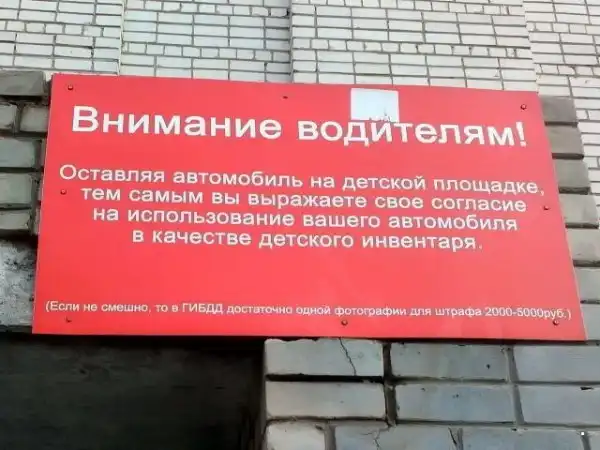 Внимание водителям!
Оставляя автомобиль на детской площадке,
тем самым вы выражаете свое согласие
на использование вашего автомобиля
в качестве детского инвентаря.
(Если не смешно, то в ГИБДД достаточно одной фотографии для штрафа 2000-5000руб.)